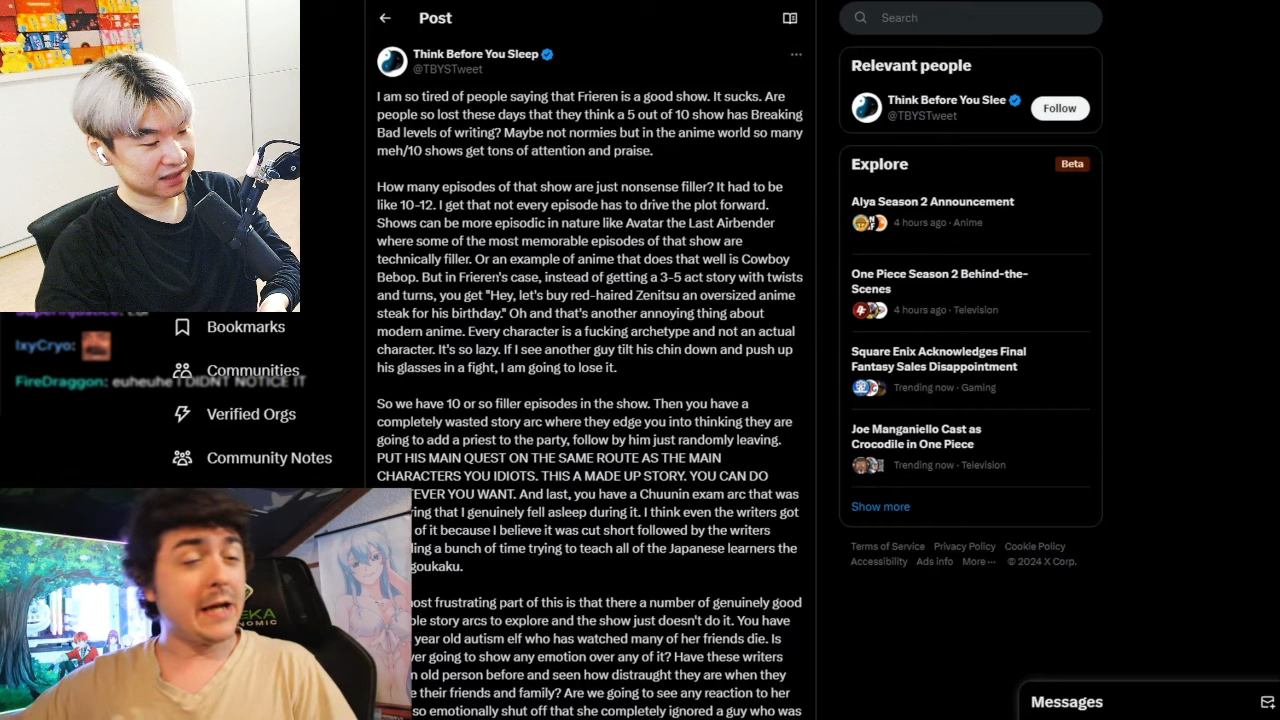 Post
Think Before You Sleep
@TBYSTweet
I am so tired of people saying that Frieren is a good show. It sucks. Are
people so lost these days that they think a 5 out of 10 show has Breaking
Bad levels of writing? Maybe not normies but in the anime world so many
meh/10 shows get tons of attention and praise.
How many episodes of that show are just nonsense filler? It had to be
like 10-12. I get that not every episode has to drive the plot forward.
Shows can be more episodic in nature like Avatar the Last Airbender
where some of the most memorable episodes of that show are
technically filler. Or an example of anime that does that well is Cowboy
Bebop. But in Frieren's case, instead of getting a 3-5 act story with twists
and turns, you get "Hey, let's buy red-haired Zenitsu an oversized anime
steak for his birthday." Oh and that's another annoying thing about
modern anime. Every character is a fucking archetype and not an actual
character. It's so lazy. If I see another guy tilt his chin down and push up
his glasses in a fight, I am going to lose it.
So we have 10 or so filler episodes in the show. Then you have a
completely wasted story arc where they edge you into thinking they are
going to add a priest to the party, follow by him just randomly leaving.
PUT HIS MAIN QUEST ON THE SAME ROUTE AS THE MAIN
CHARACTERS YOU IDIOTS. THIS A MADE UP STORY. YOU CAN DO
EVER YOU WANT. And last, you have a Chuunin exam arc that was
ring that I genuinely fell asleep during it. I think even the writers got
of it because I believe it was cut short followed by the writers
ling a bunch of time trying to teach all of the Japanese learners the
goukaku.
ost frustrating part of this is that there a number of genuinely good
le story arcs to explore and the show just doesn't do it. You have
year old autism elf who has watched many of her friends die. Is
er going to show any emotion over any of it? Have these writers
n old person before and seen how distraught they are when they
e their friends and family? Are we going to see any reaction to her
so emotionally shut off that she completely ignored a guy who was
IxyCryo:
FireDraggon: euheuhe I DIDNT NOTICE IT
Bookmarks
Communities
Verified Orgs
Community Notes
Search
Relevant people
Think Before You Slee
@TBYSTweet
Follow
Explore
Beta
Alya Season 2 Announcement
4 hours ago · Anime
One Piece Season 2 Behind-the-
Scenes
4 hours ago · Television
Square Enix Acknowledges Final
Fantasy Sales Disappointment
Trending now · Gaming
Joe Manganiello Cast as
Crocodile in One Piece
Trending now · Television
Show more
Terms of Service Privacy Policy Cookie Policy
Accessibility Ads info More ··· © 2024 X Corp.
Messages